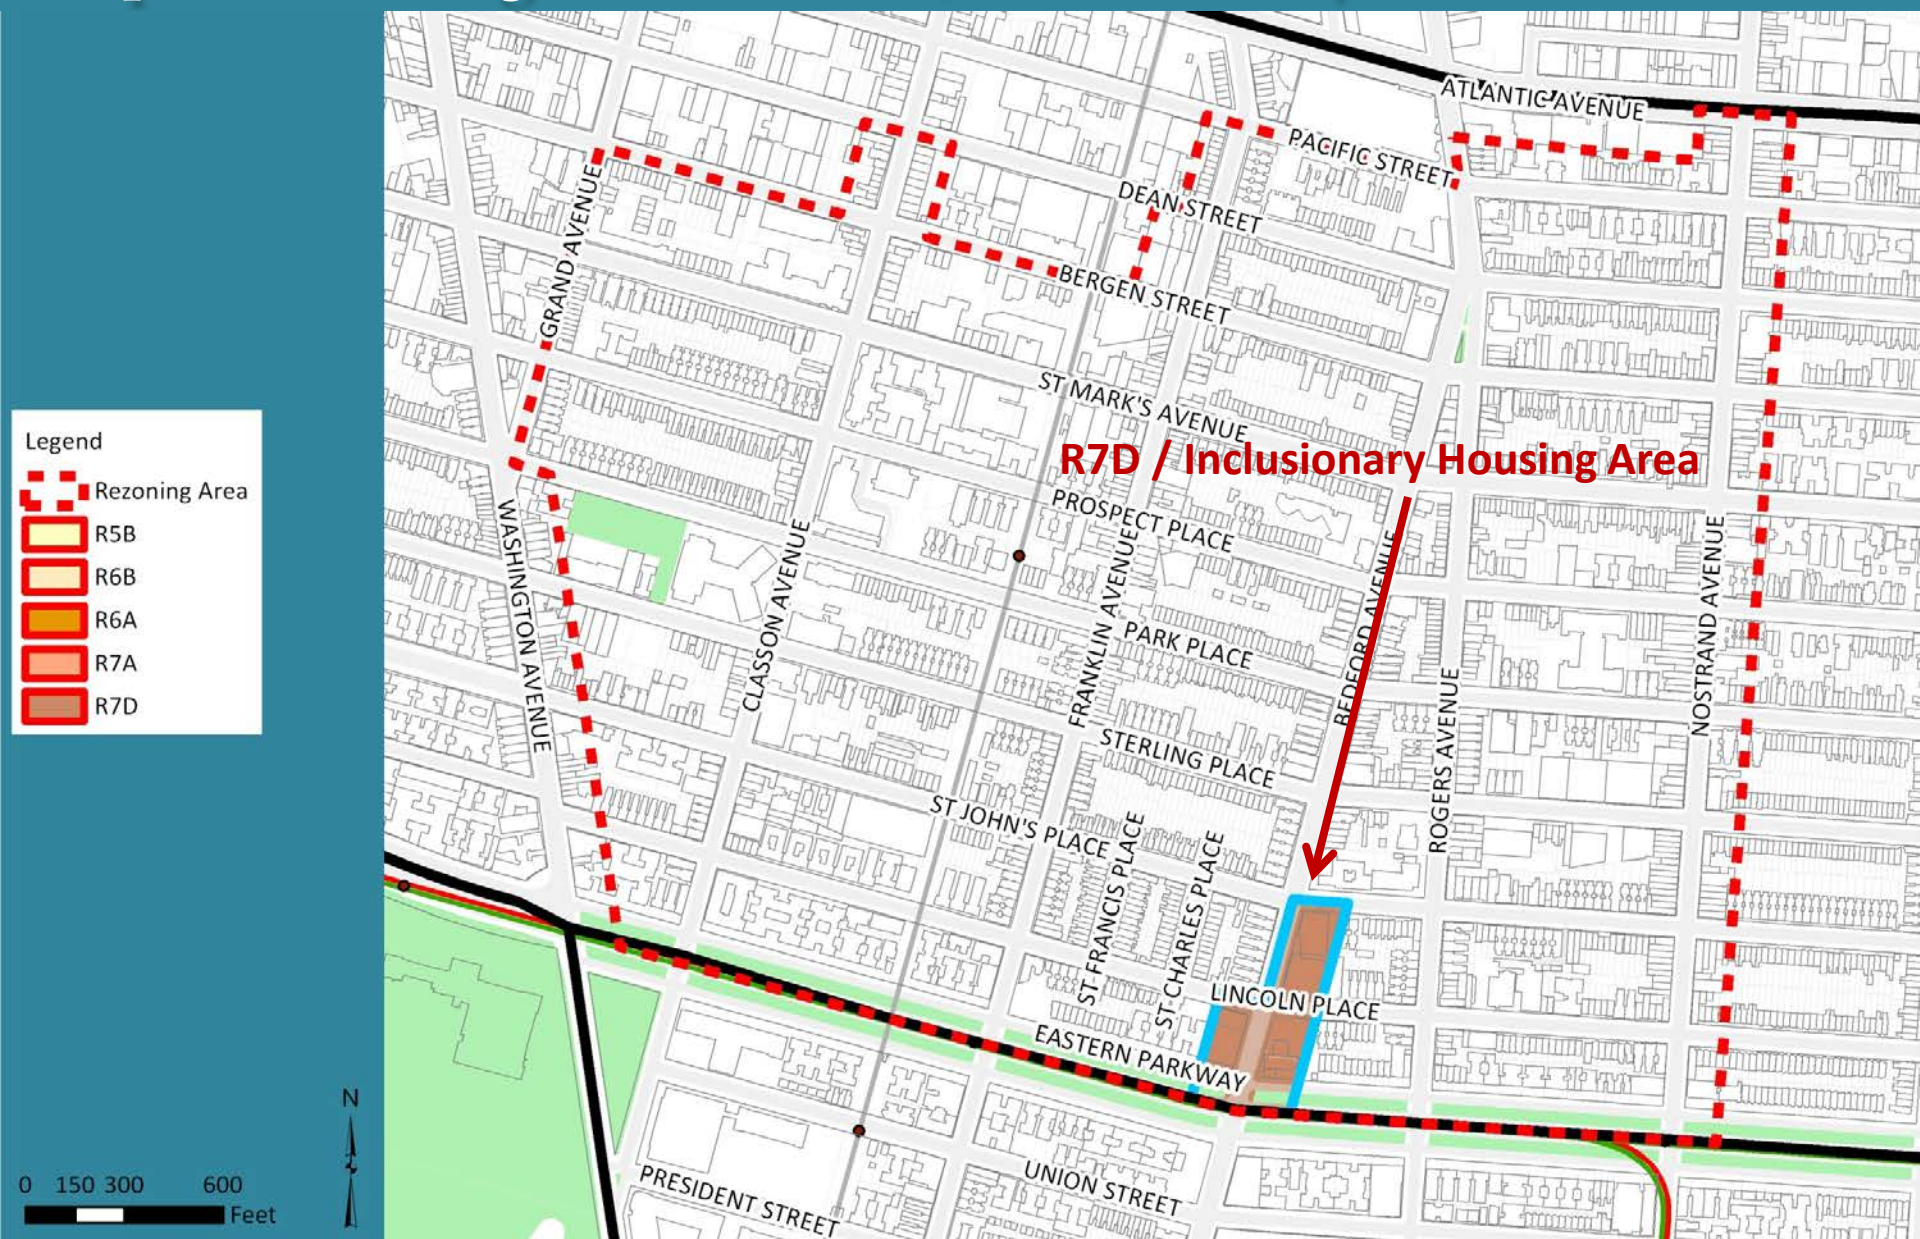 ATLANTIC AVENUE
PACIFIC STREET
DEAN STREET
GRAND AVENUE
BERGEN STREET
ST MARK'S AVENUE
R7D / Inclusionary Housing Area
PROSPECT PLACE
WASHINGTON AVENUE
CLASSON AVENUE
FRANKLIN AVENUE
BEDFORD AVENUE
NOSTRAND AVENUE
PARK PLACE
ROGERS AVENUE
STERLING PLACE
ST JOHN'S PLACE
ST FRANCIS PLACE
ST CHARLES PLACE
LINCOLN PLACE
EASTERN PARKWAY
UNION STREET
PRESIDENT STREET
Legend
Rezoning Area
R5B
R6B
R6A
R7A
R7D
N
0 150 300 600
Feet